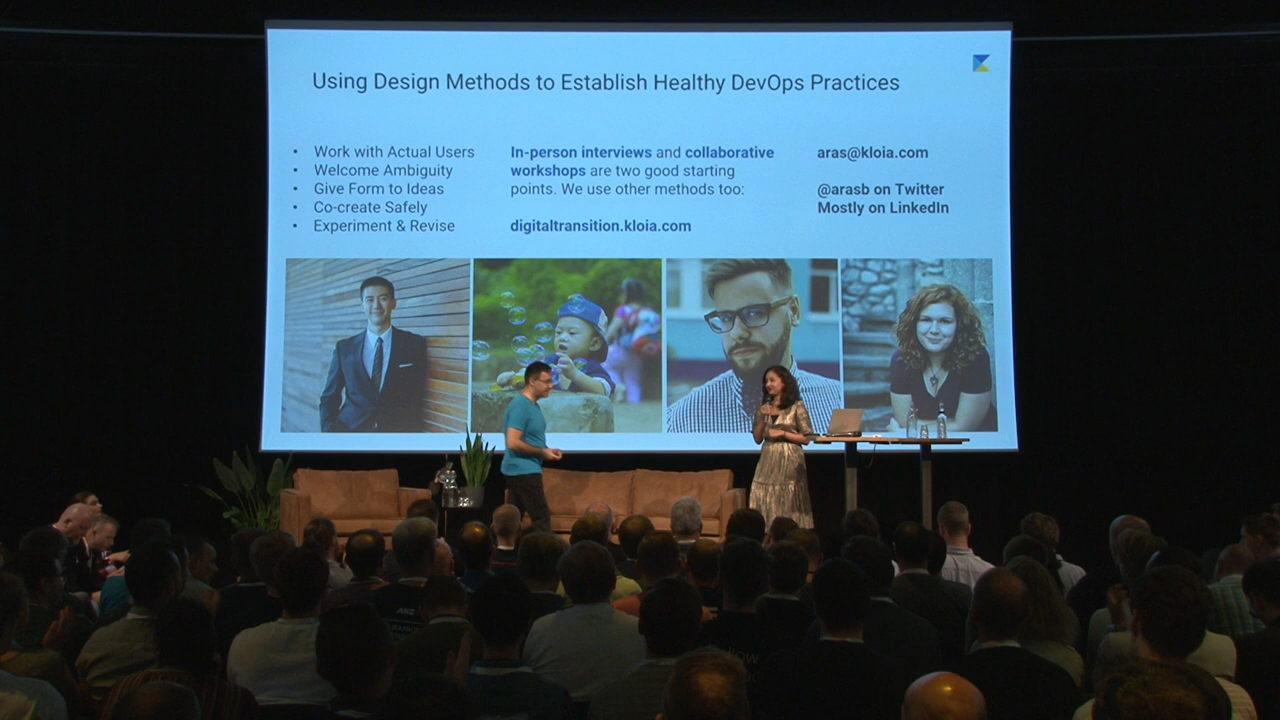 Using Design Methods to Establish Healthy DevOps Practices
• Work with Actual Users
• Welcome Ambiguity
• Give Form to Ideas
• Co-create Safely
• Experiment & Revise
In-person interviews and collaborative
workshops are two good starting
points. We use other methods too:
digitaltransition.kloia.com
aras@kloia.com
@arasb on Twitter
Mostly on LinkedIn